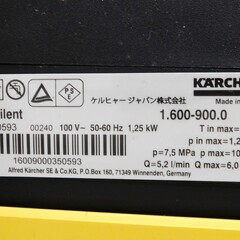 PS
E
KÄRCH
ケルヒャー ジャパン株式会社
Made in
ilent
1.600-900.0
0593
00240
100 V~ 50-60 Hz 1,25 kW
T in max=
p in max= 1,2
p=7,5 MPa p max= 10
16009000350593
Q=5,2 l/min Q max= 6,0
Alfred Kärcher SE & Co.KG, P.O.Box 160, 71349 Winnenden, Germany